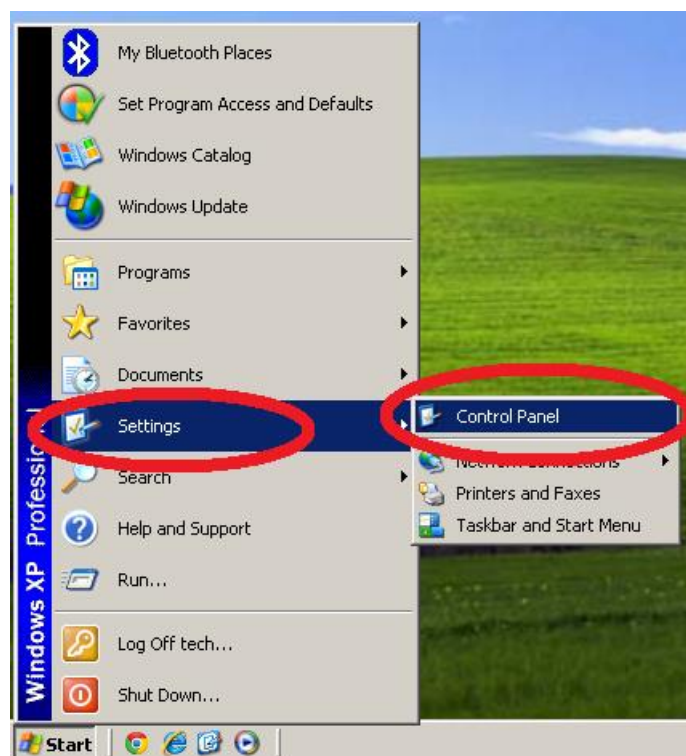 My Bluetooth Places
Set Program Access and Defaults
Windows Catalog
Windows Update
Programs
Favorites
Documents
Settings
Search
Help and Support
Run...
Log Off tech...
Shut Down...
Control Panel
Network Connections
Printers and Faxes
Taskbar and Start Menu
Windows XP Professional
Start